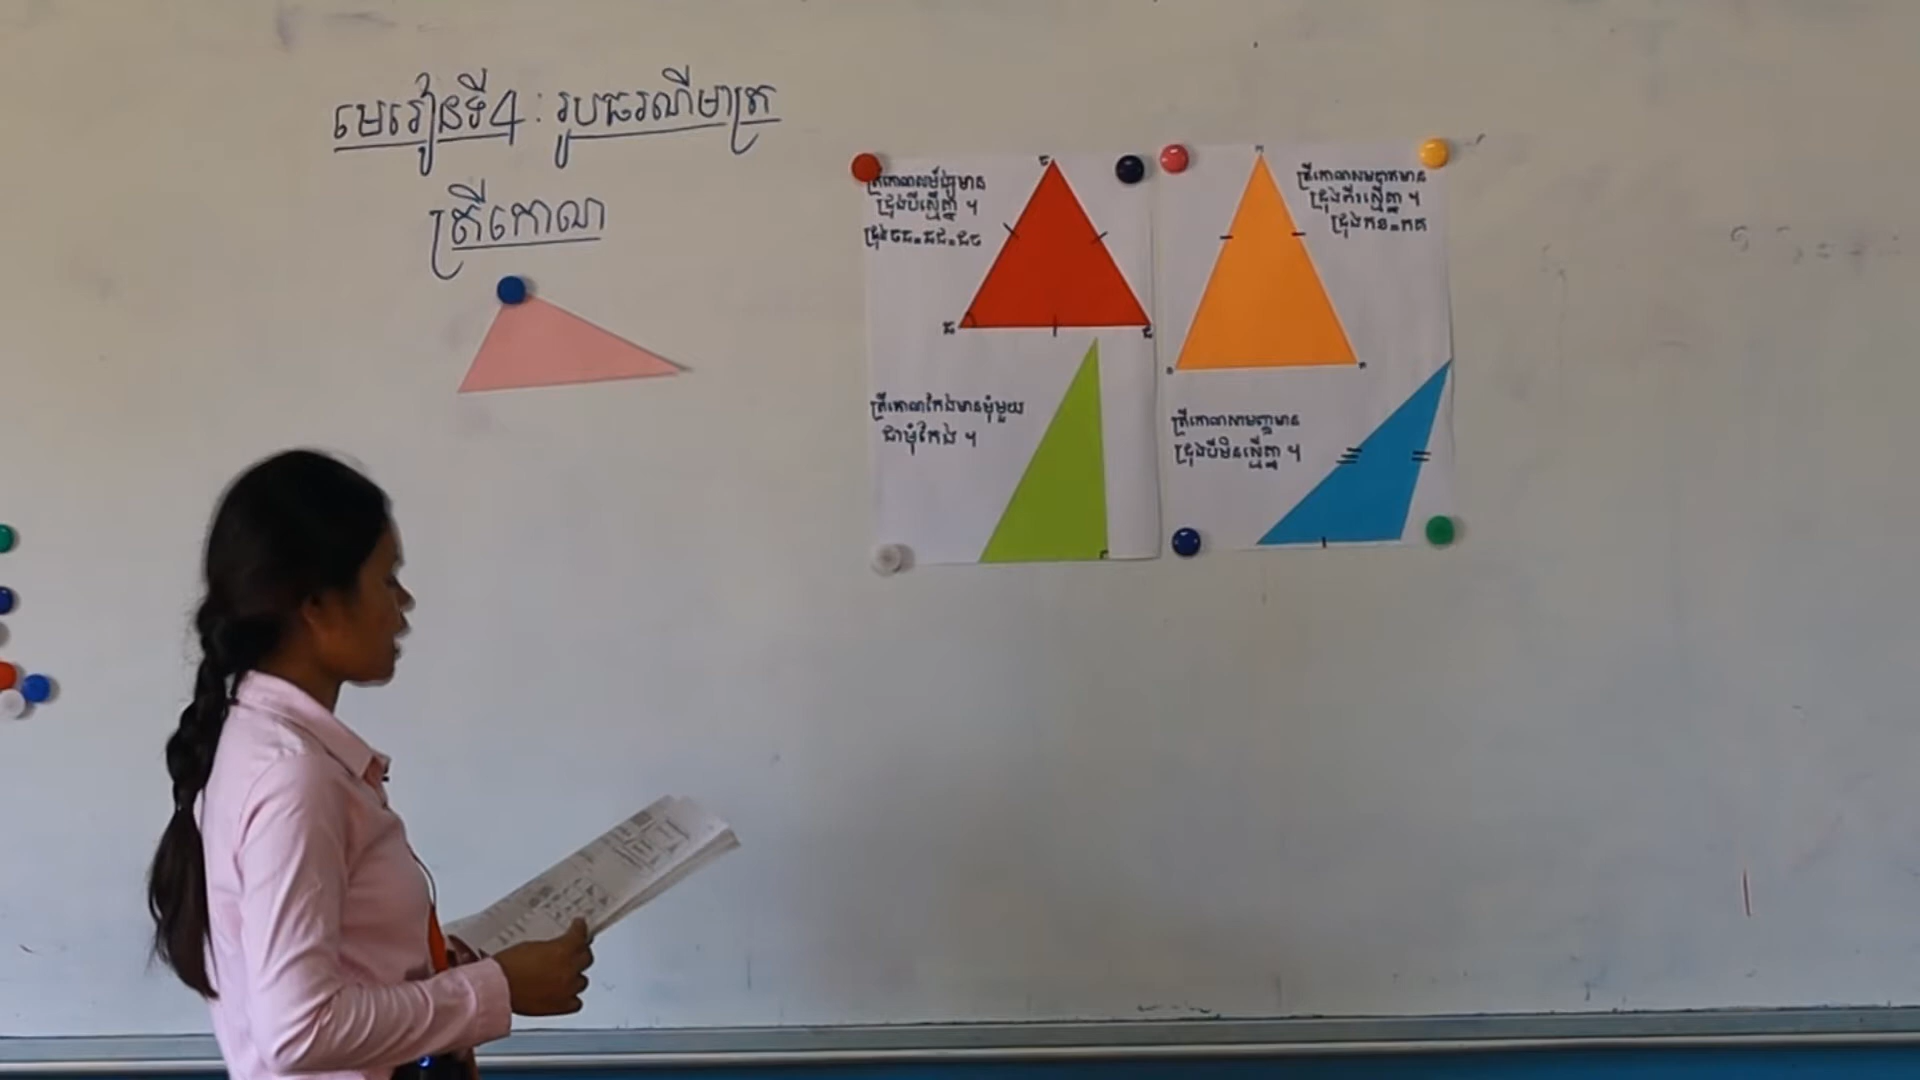 មេរៀនទី4 : រូបធរណីមាត្រ
ត្រីកោណ
ត្រីកោណសម័ង្សមាន
ជ្រុងបីស្មើគ្នា ។
ត្រីកោណសមបាតមាន
ជ្រុងពីរស្មើគ្នា ។
ត្រីកោណកែងមានមុំមួយ
ជាមុំកែង ។
ត្រីកោណសាមញ្ញមាន
ជ្រុងបីមិនស្មើគ្នា ។